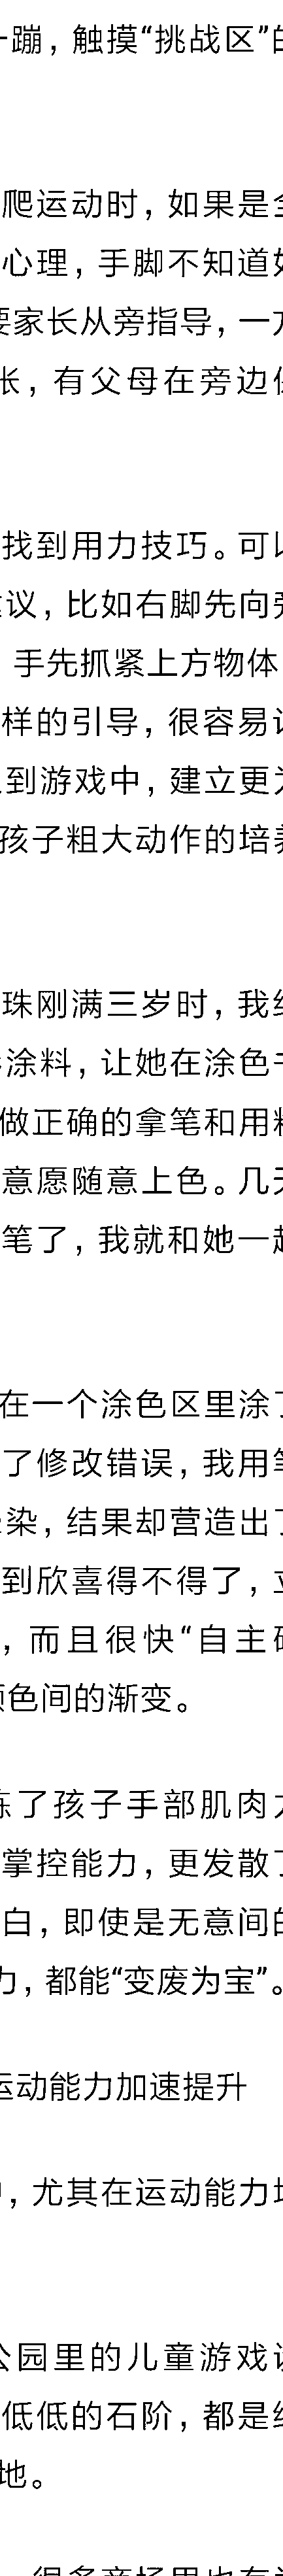 蹦，触摸“挑战区”的
爬运动时，如果是全
心理，手脚不知道如
要家长从旁指导，一方
张，有父母在旁边保
找到用力技巧。可以
议，比如右脚先向旁
手先抓紧上方物体
样的引导，很容易让
到游戏中，建立更为
孩子粗大动作的培养
珠刚满三岁时，我给
涂料，让她在涂色书
做正确的拿笔和用料
意愿随意上色。几天
笔了，我就和她一起
在一个涂色区里涂了
了修改错误，我用笔
染，结果却营造出了
到欣喜得不得了，立
，而且很快“自主研
颜色间的渐变。
练了孩子手部肌肉力
掌控能力，更发散了
白，即使是无意间的
力，都能“变废为宝”。
运动能力加速提升
，尤其在运动能力培
公园里的儿童游戏设
低低的石阶，都是练
地。
很多商场里也有